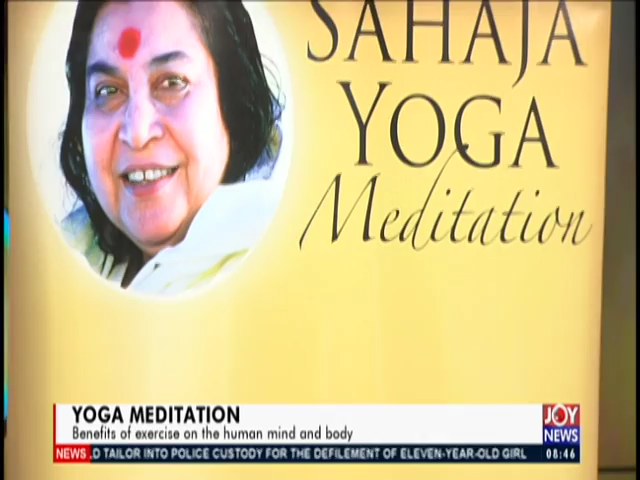 SAHAJA
YOGA
Meditation
YOGA MEDITATION
Benefits of exercise on the human mind and body
JOY
NEWS
NEWS
.D TAILOR INTO POLICE CUSTODY FOR THE DEFILEMENT OF ELEVEN-YEAR-OLD GIRL
08:46